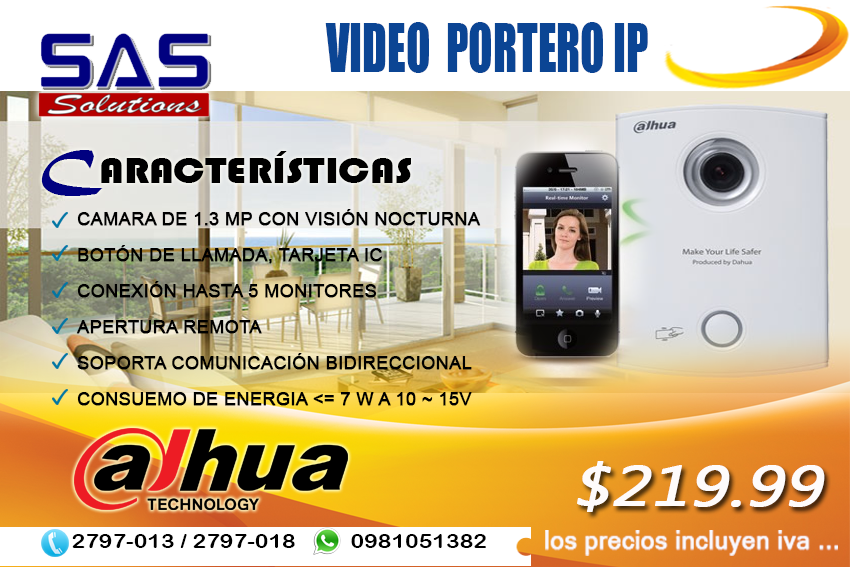 SAS
Solutions
VIDEO PORTERO IP
CARACTERÍSTICAS
CAMARA DE 1.3 MP CON VISIÓN NOCTURNA
BOTÓN DE LLAMADA, TARJETA IC
CONEXIÓN HASTA 5 MONITORES
APERTURA REMOTA
SOPORTA COMUNICACIÓN BIDIRECCIONAL
CONSUEMO DE ENERGIA <= 7 W A 10 ~ 15V
Real-time Monitor
Preview
alhua
Make Your Life Safer
Produced by Dahua
alhua
TECHNOLOGY
$219.99
los precios incluyen iva ...
2797-013 / 2797-018
0981051382